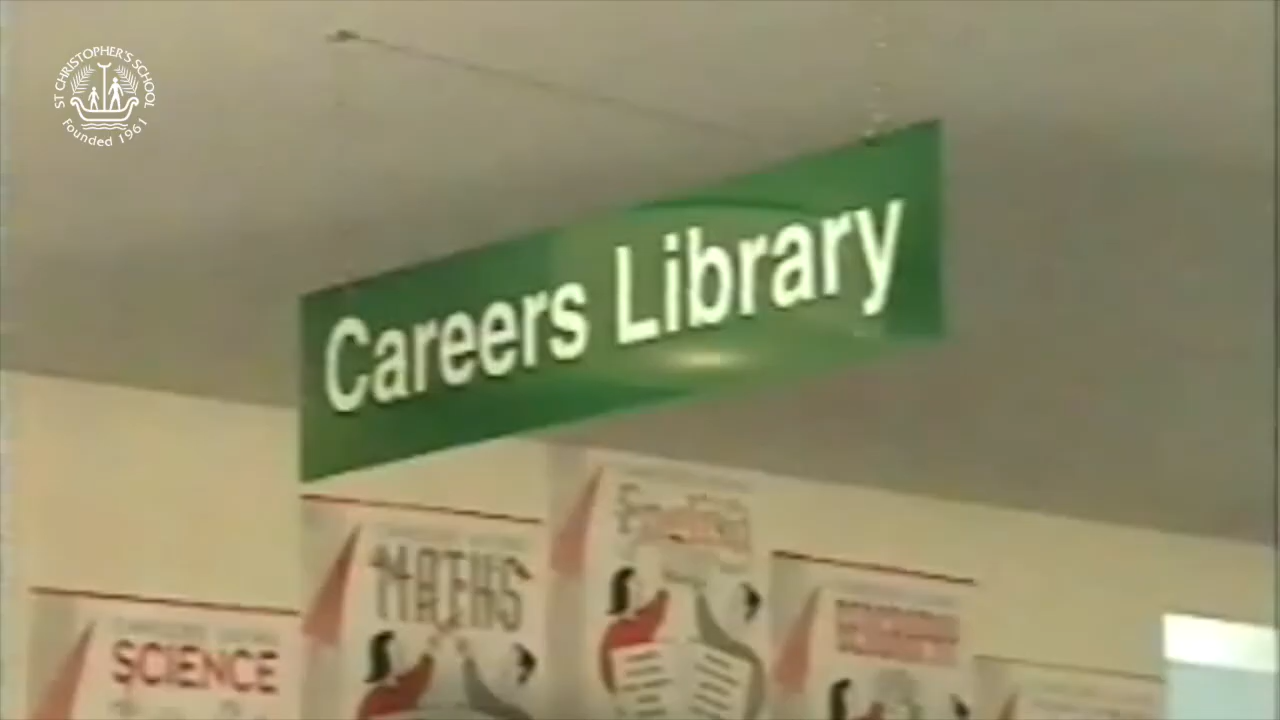 ST CHRISTOPHER'S SCHOOL
Founded 1961
Careers Library
MATHS
English
SCIENCE